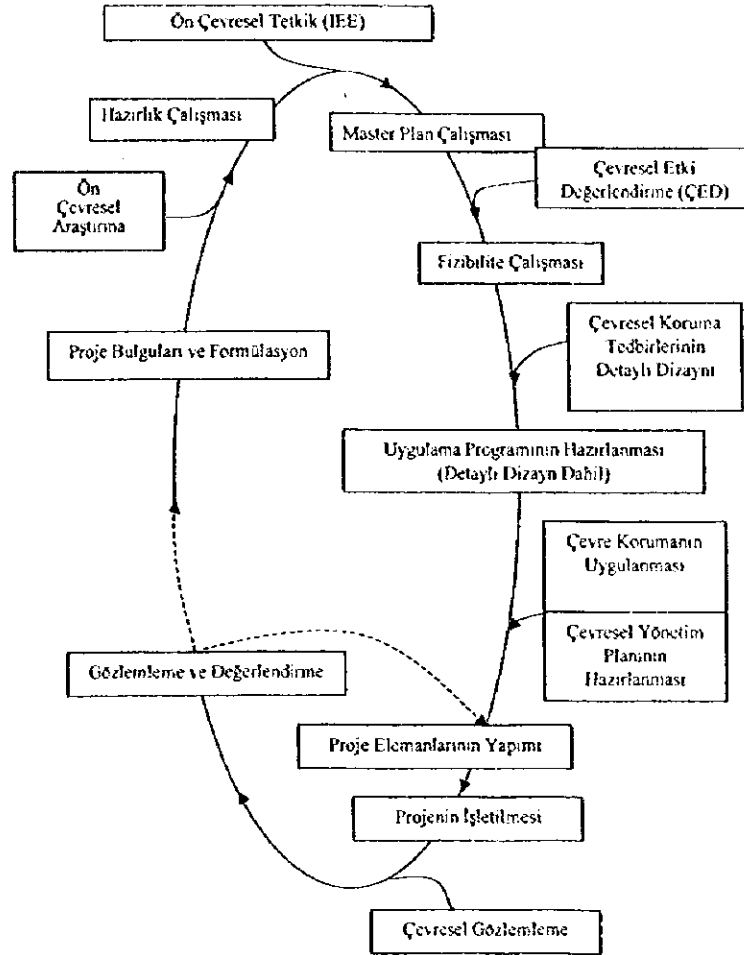 Ön Çevresel Tetkik (IEE)
Hazırlık Çalışması
Master Plan Çalışması
Çevresel Etki
Değerlendirme (ÇED)
Ön
Çevresel
Araştırma
Fizibilite Çalışması
Çevresel Koruma
Tedbirlerinin
Detaylı Dizaynı
Proje Bulguları ve Formülasyon
Uygulama Programının Hazırlanması
(Detaylı Dizayn Dahil)
Çevre Korumanın
Uygulanması
Çevresel Yönetim
Planının
Hazırlanması
Gözlemleme ve Değerlendirme
Proje Elemanlarının Yapımı
Projenin İşletilmesi
Çevresel Gözlemleme